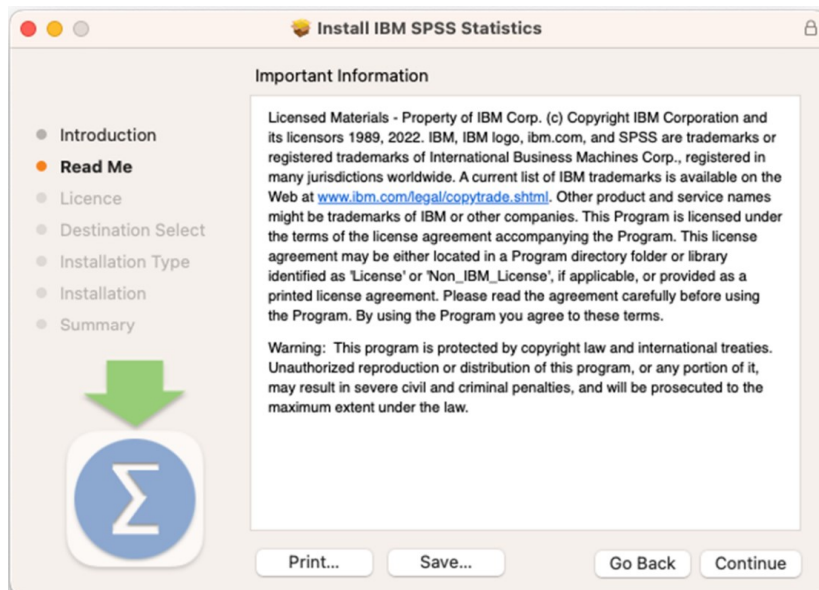 Install IBM SPSS Statistics
Important Information
Introduction
Read Me
Licence
Destination Select
Installation Type
Installation
Summary
Licensed Materials - Property of IBM Corp. (c) Copyright IBM Corporation and
its licensors 1989, 2022. IBM, IBM logo, ibm.com, and SPSS are trademarks or
registered trademarks of International Business Machines Corp., registered in
many jurisdictions worldwide. A current list of IBM trademarks is available on the
Web at www.ibm.com/legal/copytrade.shtml. Other product and service names
might be trademarks of IBM or other companies. This Program is licensed under
the terms of the license agreement accompanying the Program. This license
agreement may be either located in a Program directory folder or library
identified as 'License' or 'Non_IBM_License', if applicable, or provided as a
printed license agreement. Please read the agreement carefully before using
the Program. By using the Program you agree to these terms.
Warning:  This program is protected by copyright law and international treaties.
Unauthorized reproduction or distribution of this program, or any portion of it,
may result in severe civil and criminal penalties, and will be prosecuted to the
maximum extent under the law.
Σ
Print...
Save...
Go Back
Continue